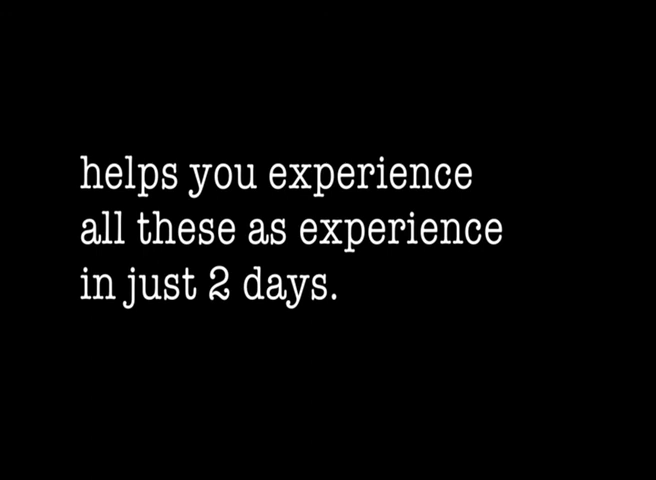 helps you experience
all these as experience
in just 2 days.